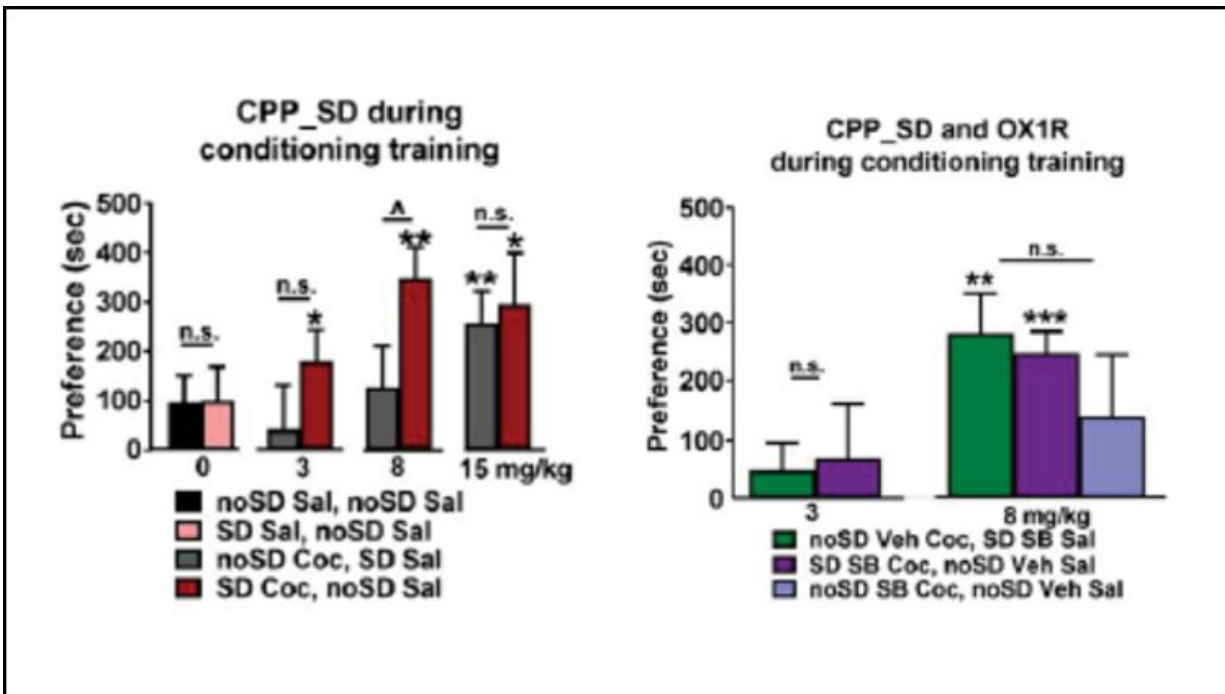 CPP_SD during
conditioning training
Preference (sec)
500
400
300
200
100
0
n.s.
n.s.
*
^
**
n.s.
**
*
0 3 8 15 mg/kg
noSD Sal, noSD Sal
SD Sal, noSD Sal
noSD Coc, SD Sal
SD Coc, noSD Sal
CPP_SD and OX1R
during conditioning training
Preference (sec)
500
400
300
200
100
0
n.s.
**
***
n.s.
3 8 mg/kg
noSD Veh Coc, SD SB Sal
SD SB Coc, noSD Veh Sal
noSD SB Coc, noSD Veh Sal